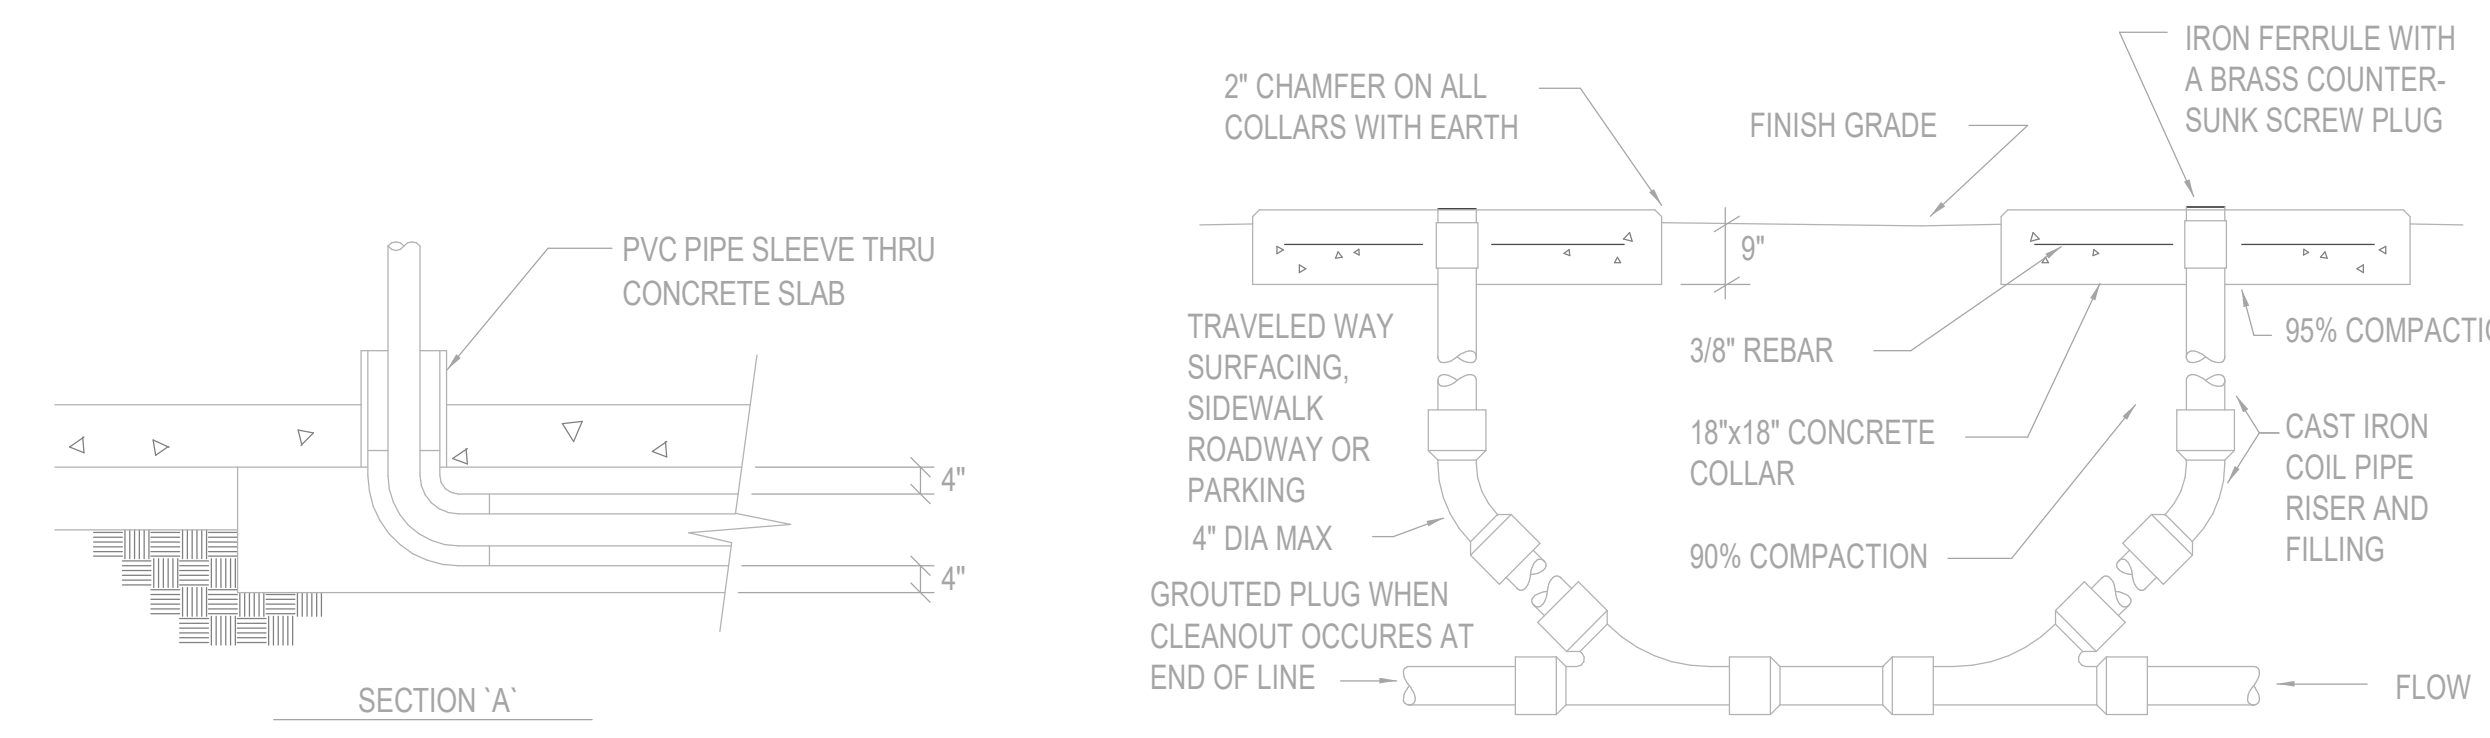 PVC PIPE SLEEVE THRU
CONCRETE SLAB
4"
4"
SECTION `A`
2" CHAMFER ON ALL
COLLARS WITH EARTH
FINISH GRADE
IRON FERRULE WITH
A BRASS COUNTER-
SUNK SCREW PLUG
9"
TRAVELED WAY
SURFACING,
SIDEWALK
ROADWAY OR
PARKING
4" DIA MAX
GROUTED PLUG WHEN
CLEANOUT OCCURES AT
END OF LINE
3/8" REBAR
18"x18" CONCRETE
COLLAR
90% COMPACTION
95%
CAST IRON
COIL PIPE
RISER AND
FILLING
FLOW